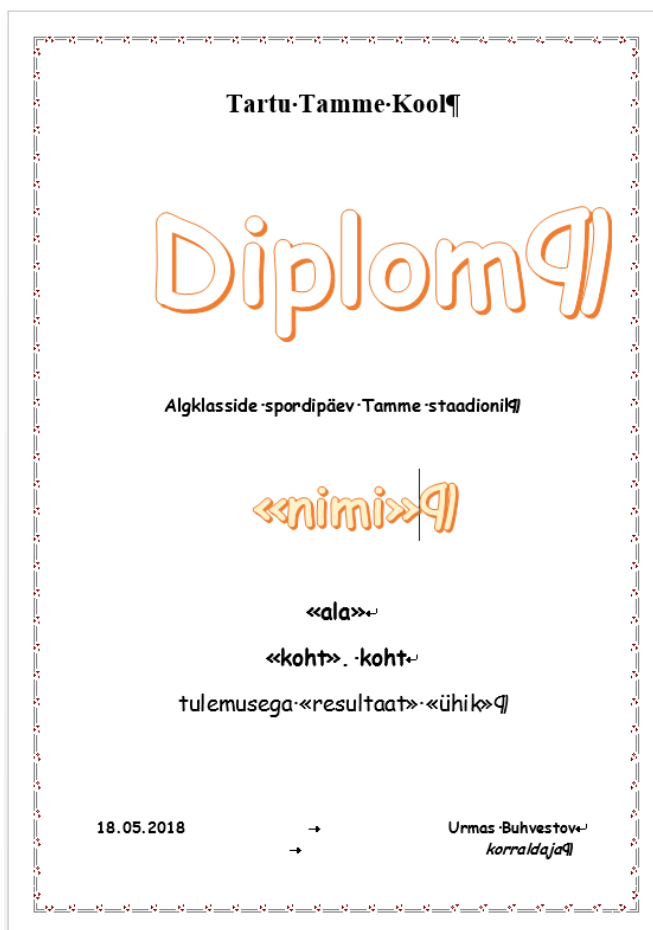 Tartu·Tamme·Kool¶
Diplom¶
Algklasside·spordipäev·Tamme·staadionil¶
«nimi»¶
«ala»↵
«koht».·koht↵
tulemusega·«resultaat»·«ühik»¶
18.05.2018 → Urmas·Buhvestov↵
→ korraldaja¶